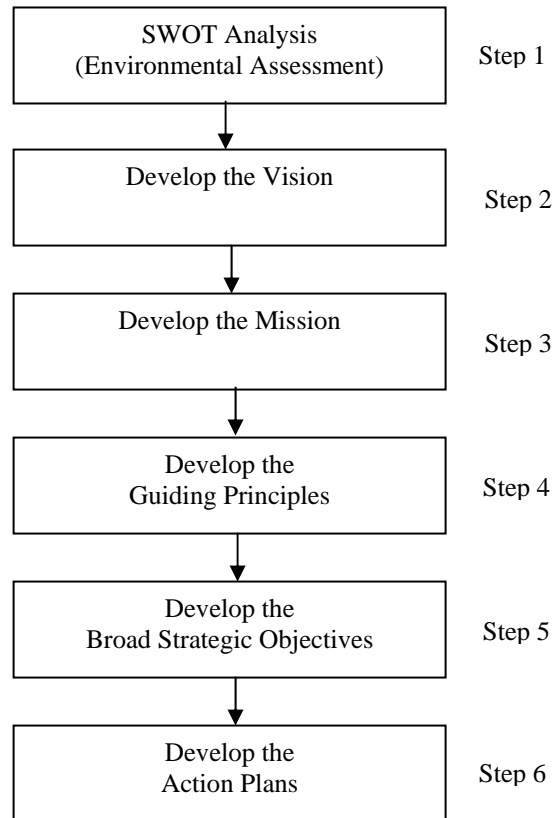 SWOT Analysis
(Environmental Assessment)
Step 1
Develop the Vision
Step 2
Develop the Mission
Step 3
Develop the
Guiding Principles
Step 4
Develop the
Broad Strategic Objectives
Step 5
Develop the
Action Plans
Step 6